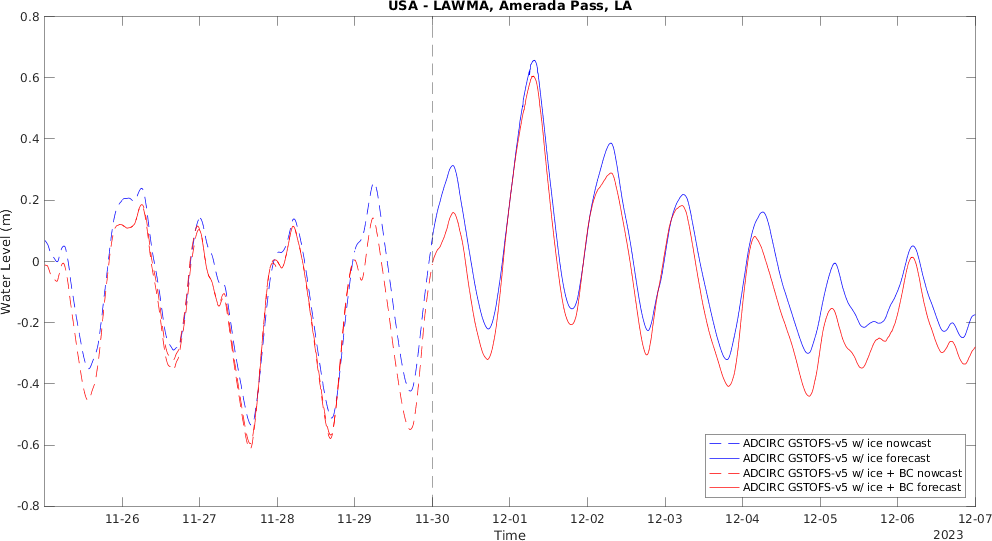 USA - LAWMA, Amerada Pass, LA
0.8
0.6
0.4
0.2
0
-0.2
-0.4
-0.6
-0.8
Water Level (m)
11-26 11-27 11-28 11-29 11-30 12-01 12-02 12-03 12-04 12-05 12-06 12-07
Time
2023
ADCIRC GSTOFS-v5 w/ ice nowcast
ADCIRC GSTOFS-v5 w/ ice forecast
ADCIRC GSTOFS-v5 w/ ice + BC nowcast
ADCIRC GSTOFS-v5 w/ ice + BC forecast